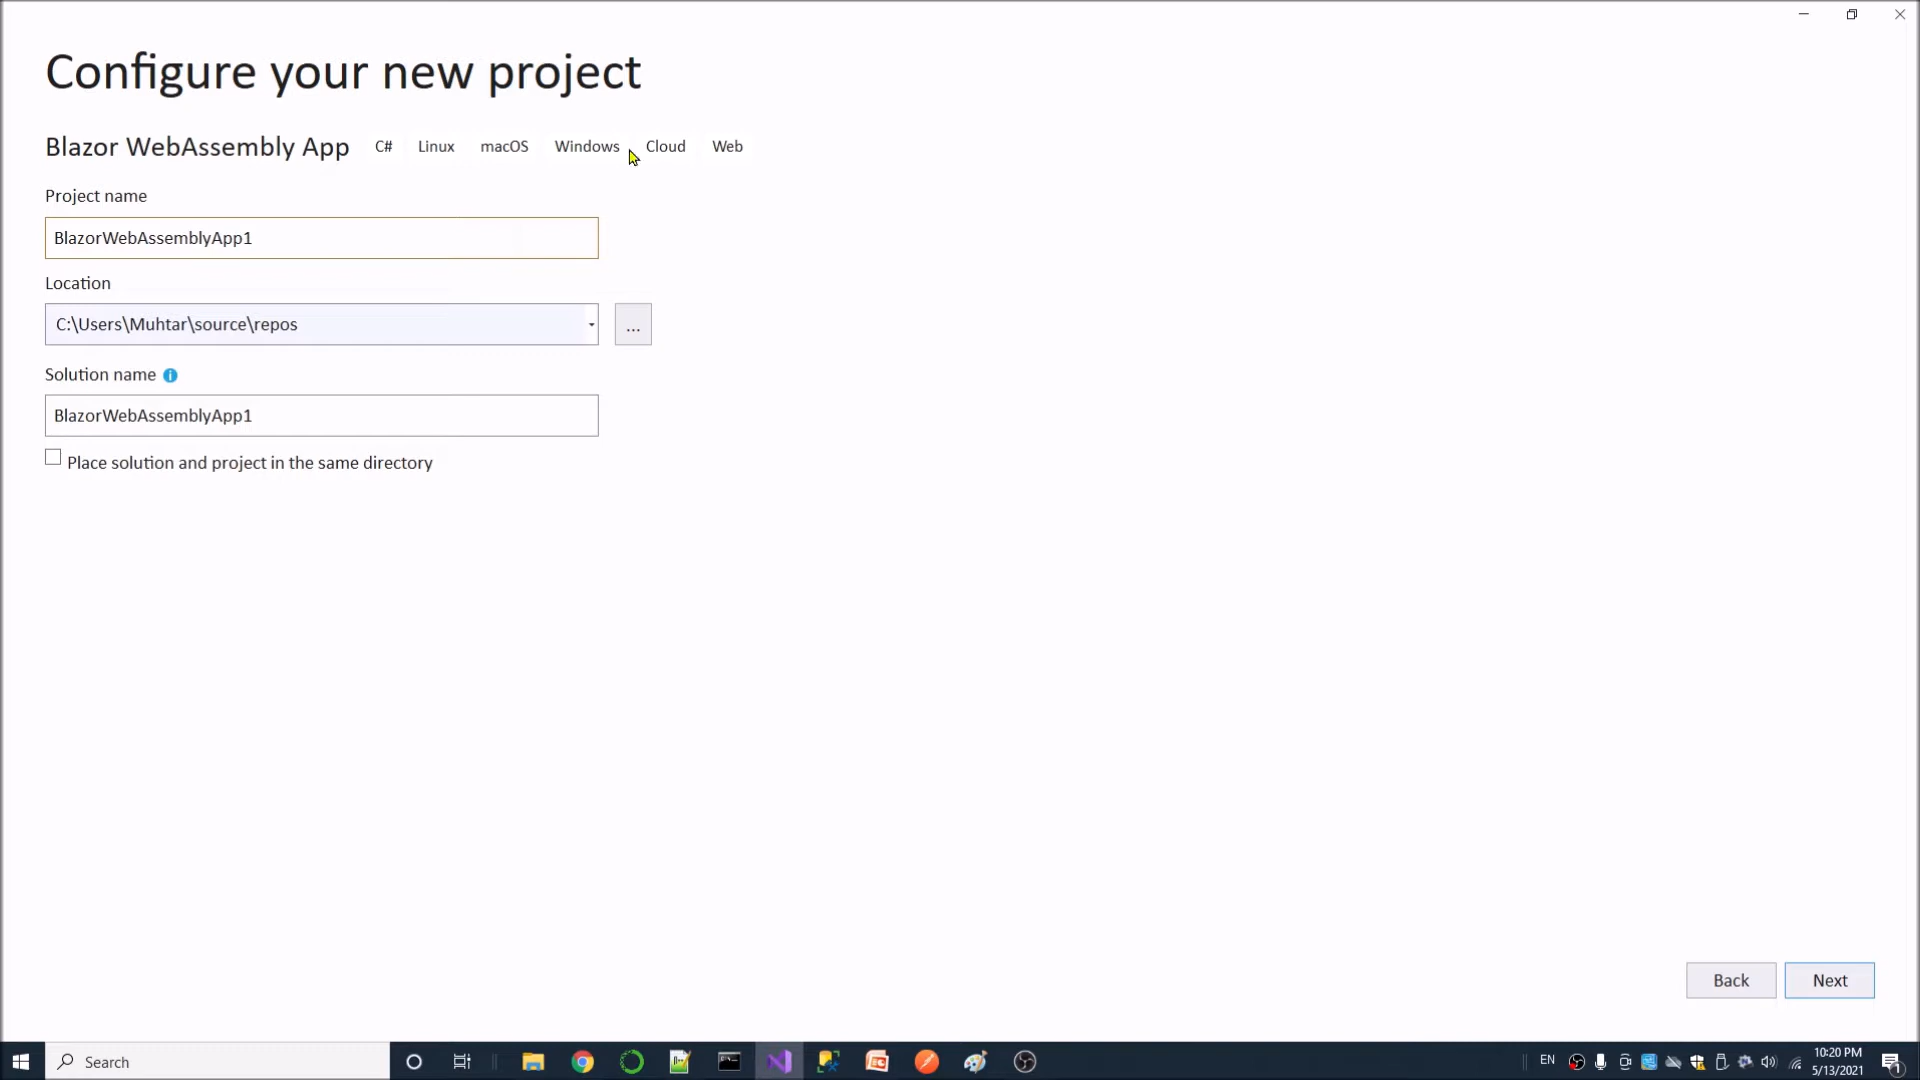 Configure your new project
Blazor WebAssembly App C# Linux macOS Windows Cloud Web
Project name
BlazorWebAssemblyApp1
Location
C:\Users\Muhtar\source\repos
...
Solution name
BlazorWebAssemblyApp1
Place solution and project in the same directory
Back Next
Search
EN
10:20 PM
5/13/2021
1